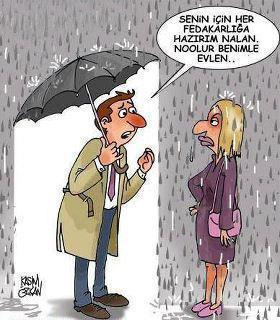 SENİN İÇİN HER
FEDAKARLIĞA
HAZIRIM NALAN.
NOOLUR BENİMLE
EVLEN..